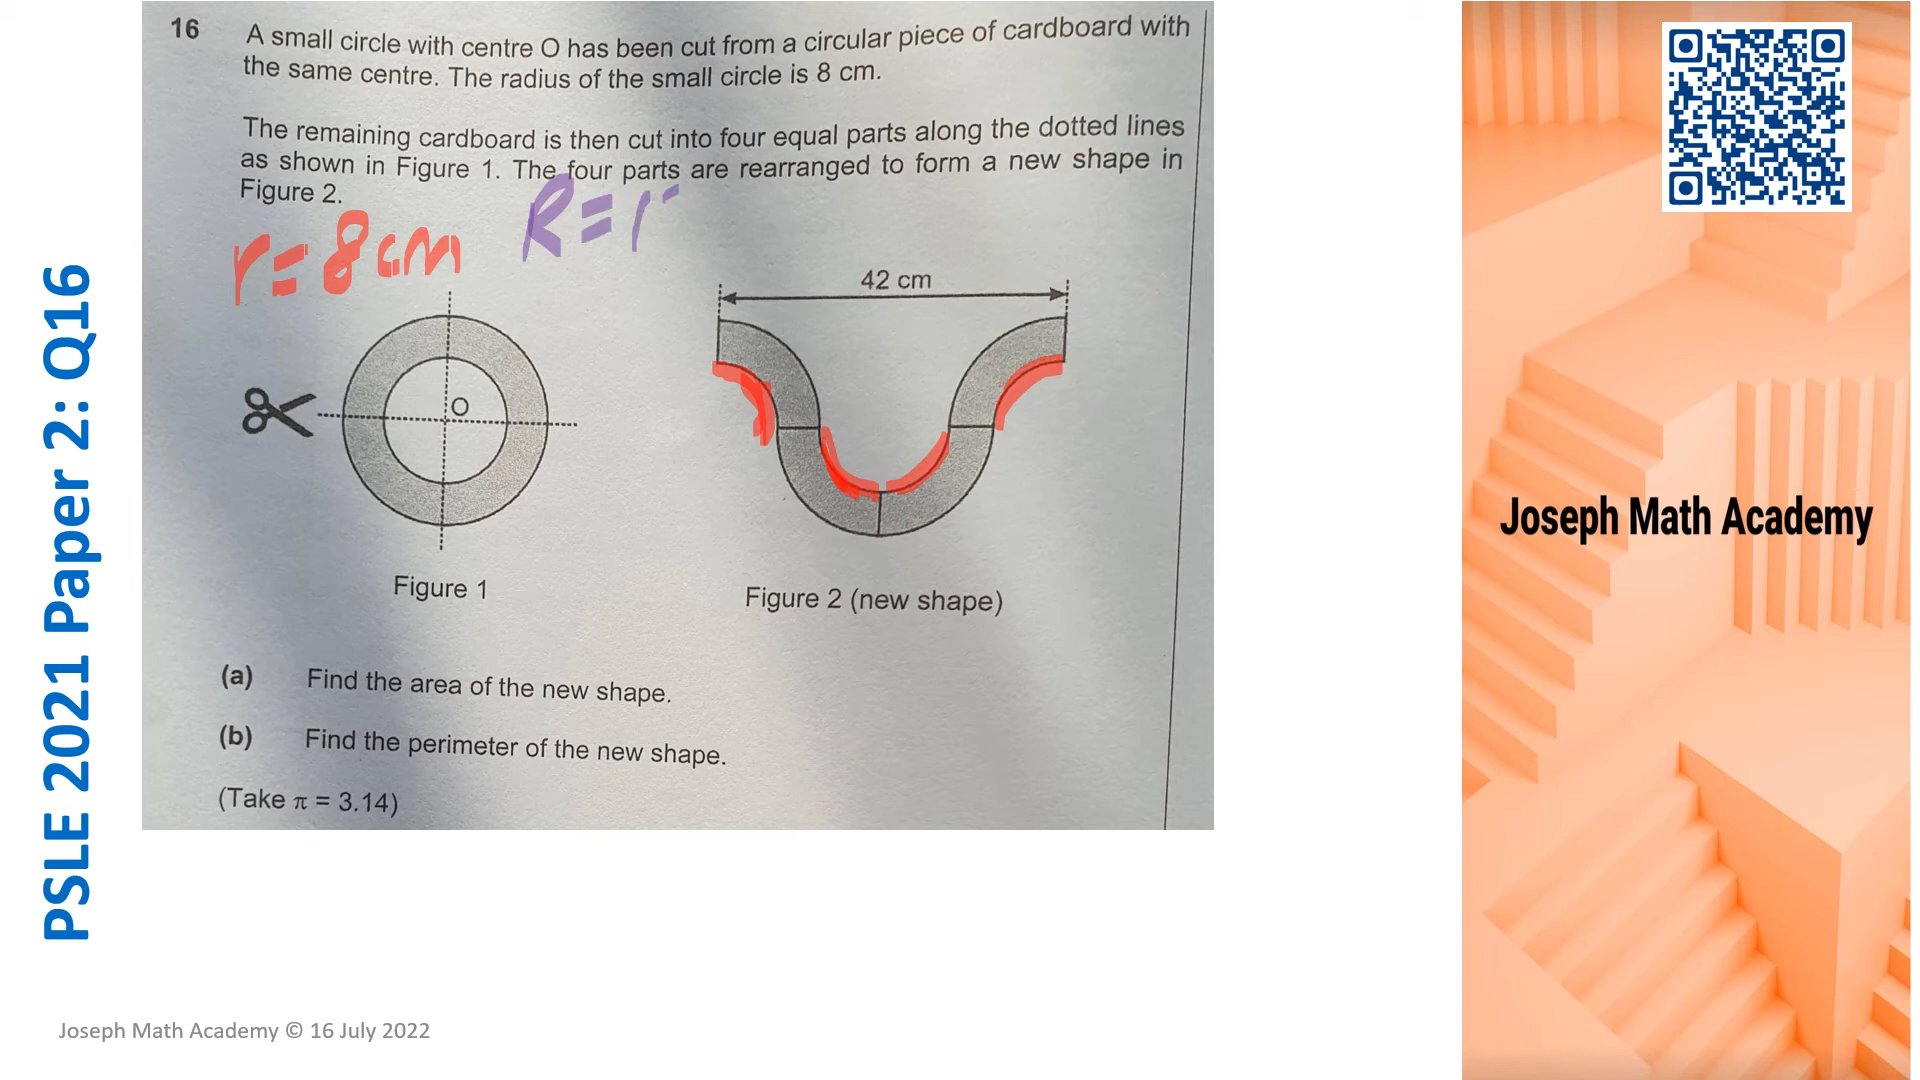 PSLE 2021 Paper 2: Q16
16 A small circle with centre O has been cut from a circular piece of cardboard with
the same centre. The radius of the small circle is 8 cm.
The remaining cardboard is then cut into four equal parts along the dotted lines
as shown in Figure 1. The four parts are rearranged to form a new shape in
Figure 2.
r=8cm R=1
42 cm
O
Figure 1
Figure 2 (new shape)
(a) Find the area of the new shape.
(b) Find the perimeter of the new shape.
(Take π = 3.14)
Joseph Math Academy
Joseph Math Academy © 16 July 2022